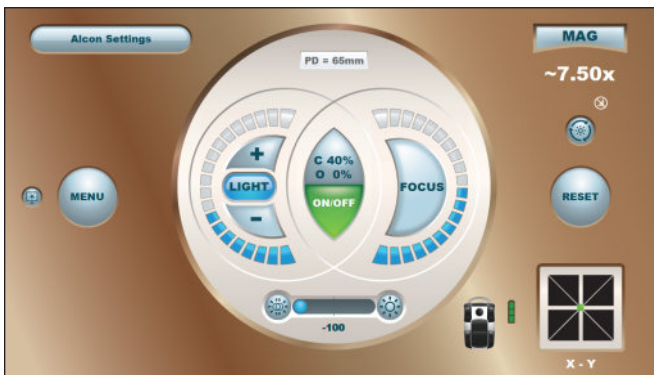 Alcon Settings
PD = 65mm
MAG
~7.50x
+
C 40%
O 0%
LIGHT
ON/OFF
FOCUS
-
MENU
RESET
-100
X - Y